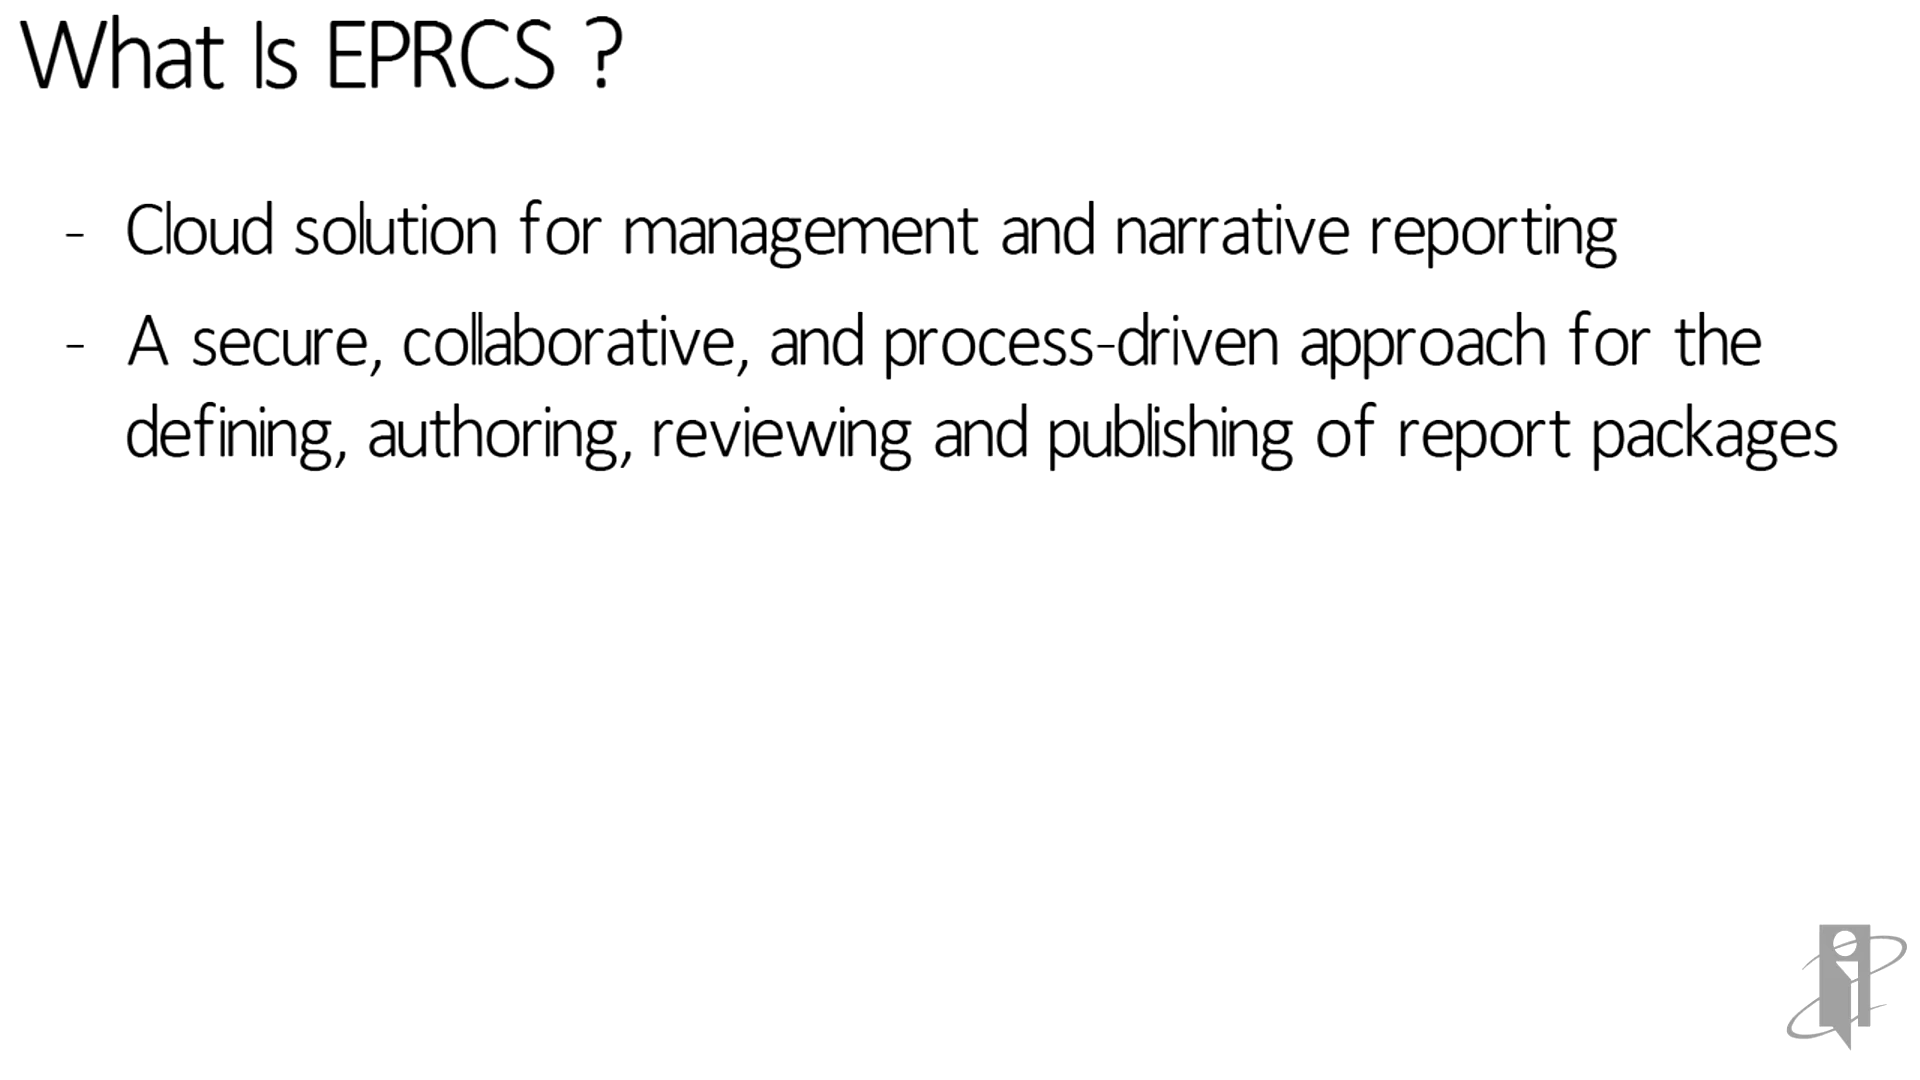 What Is EPRCS ?
- Cloud solution for management and narrative reporting
- A secure, collaborative, and process-driven approach for the
defining, authoring, reviewing and publishing of report packages